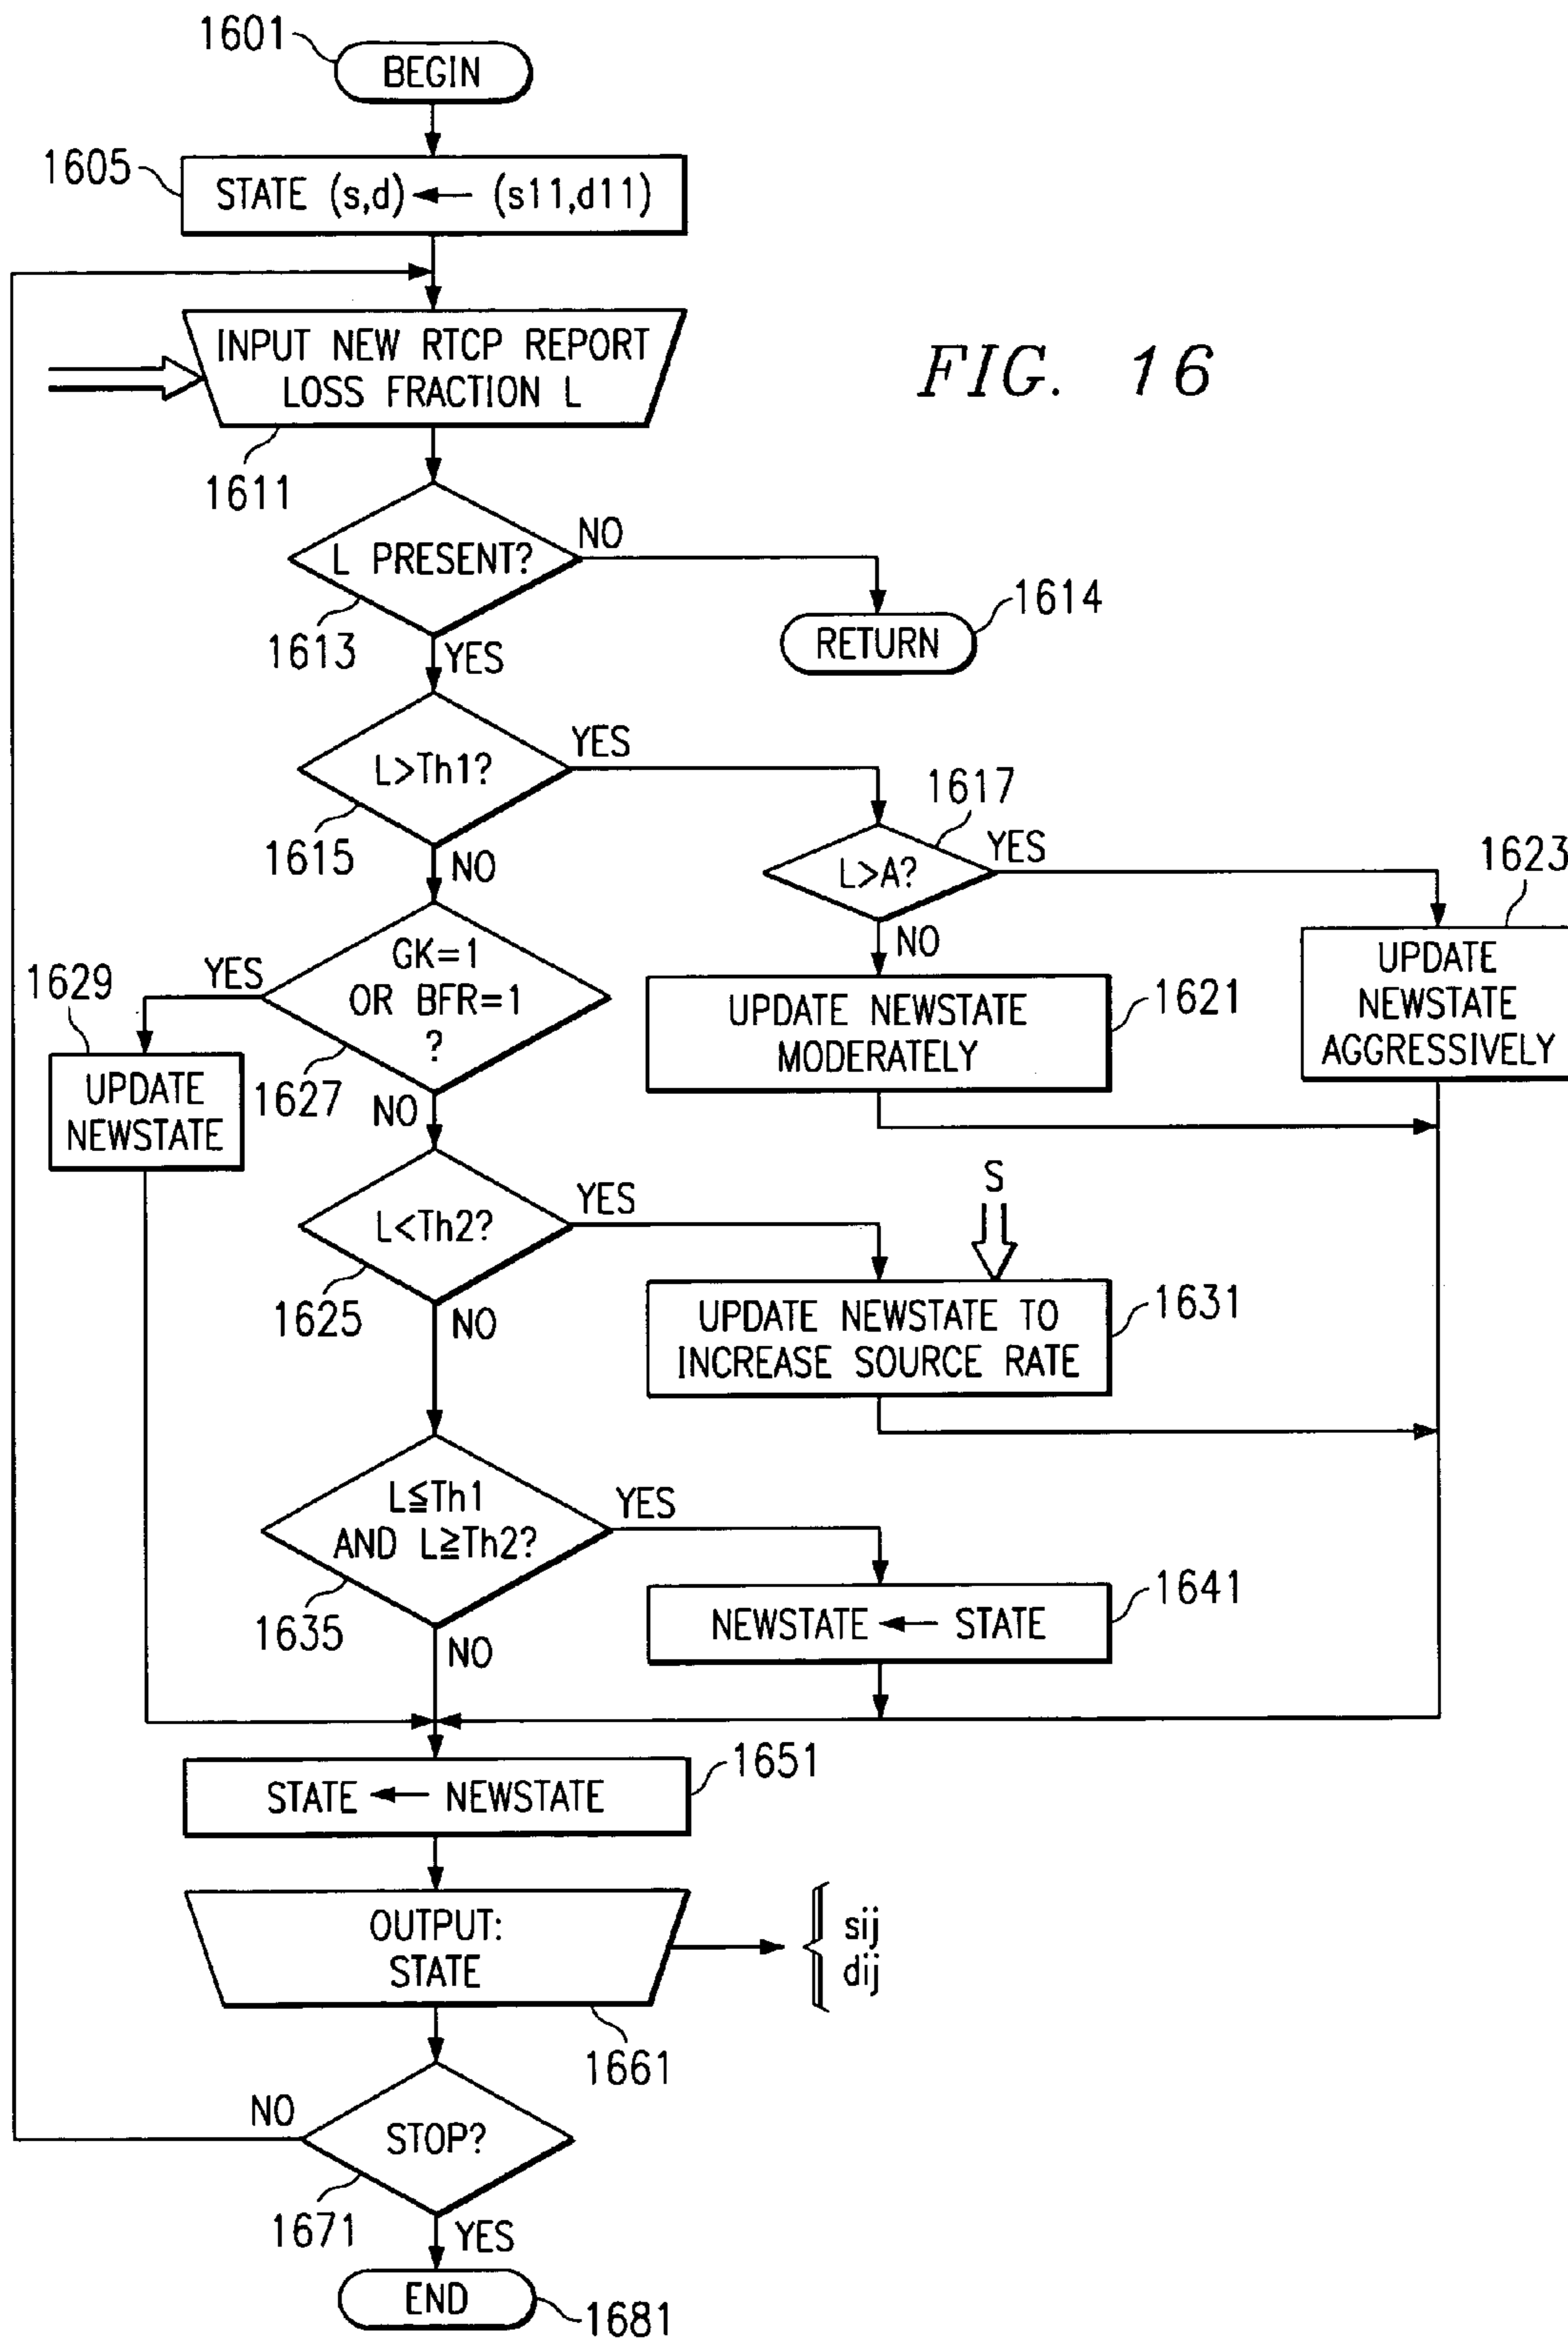 1601
BEGIN
1605
STATE (s,d) ← (s11,d11)
INPUT NEW RTCP REPORT
LOSS FRACTION L
FIG. 16
1611
L PRESENT?
NO
1613
YES
RETURN
1614
L>Th1?
YES
1615
NO
1617
L>A?
YES
NO
1623
UPDATE
NEWSTATE
AGGRESSIVELY
GK=1
OR BFR=1
?
YES
1627
NO
1629
UPDATE
NEWSTATE
UPDATE NEWSTATE
MODERATELY
1621
L<Th2?
YES
1625
NO
S
UPDATE NEWSTATE TO
INCREASE SOURCE RATE
1631
L≦Th1
AND L≧Th2?
YES
1635
NO
NEWSTATE ← STATE
1641
STATE ← NEWSTATE
1651
OUTPUT:
STATE
sij
dij
1661
STOP?
NO
1671
YES
END
1681